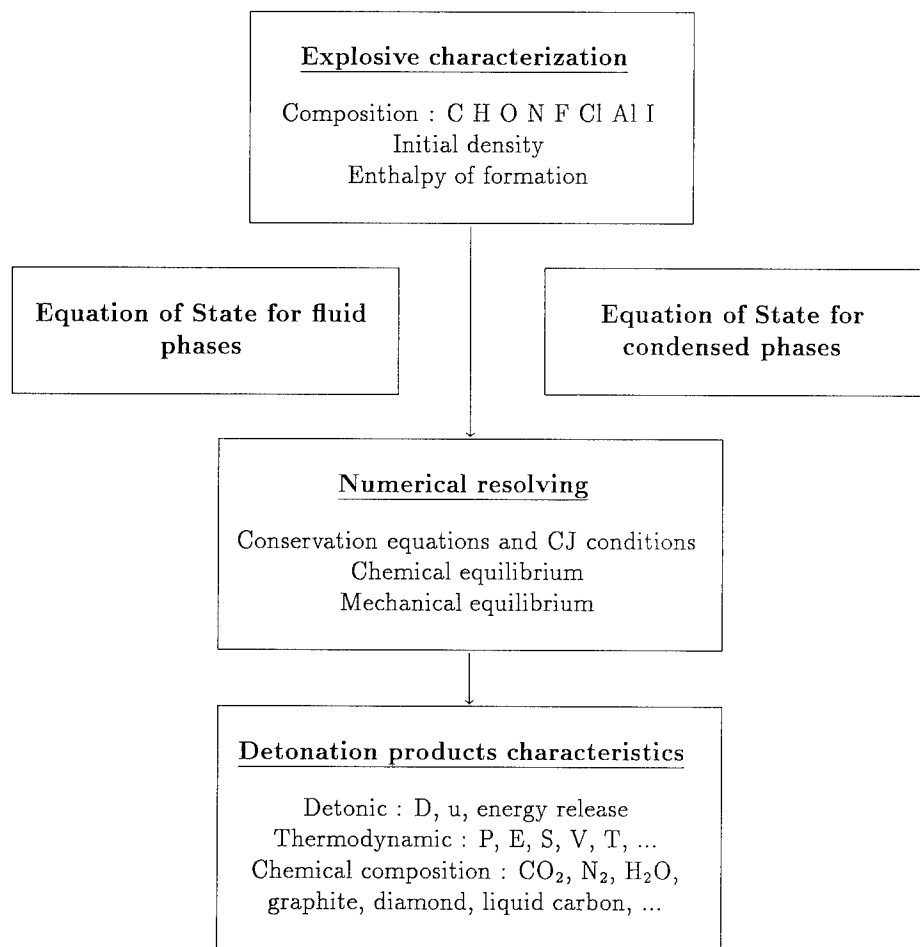 Explosive characterization
Composition : C H O N F Cl Al I
Initial density
Enthalpy of formation
Equation of State for fluid
phases
Equation of State for
condensed phases
Numerical resolving
Conservation equations and CJ conditions
Chemical equilibrium
Mechanical equilibrium
Detonation products characteristics
Detonic : D, u, energy release
Thermodynamic : P, E, S, V, T, ...
Chemical composition : CO₂, N₂, H₂O,
graphite, diamond, liquid carbon, ...